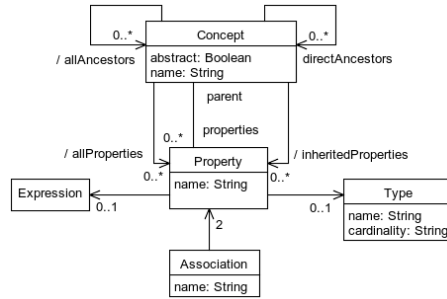 Concept
abstract: Boolean
name: String
0..*
0..*
/ allAncestors
directAncestors
parent
properties
0..*
/ allProperties
/ inheritedProperties
0..*
0..*
Property
name: String
Expression
0..1
0..1
Type
name: String
cardinality: String
2
Association
name: String